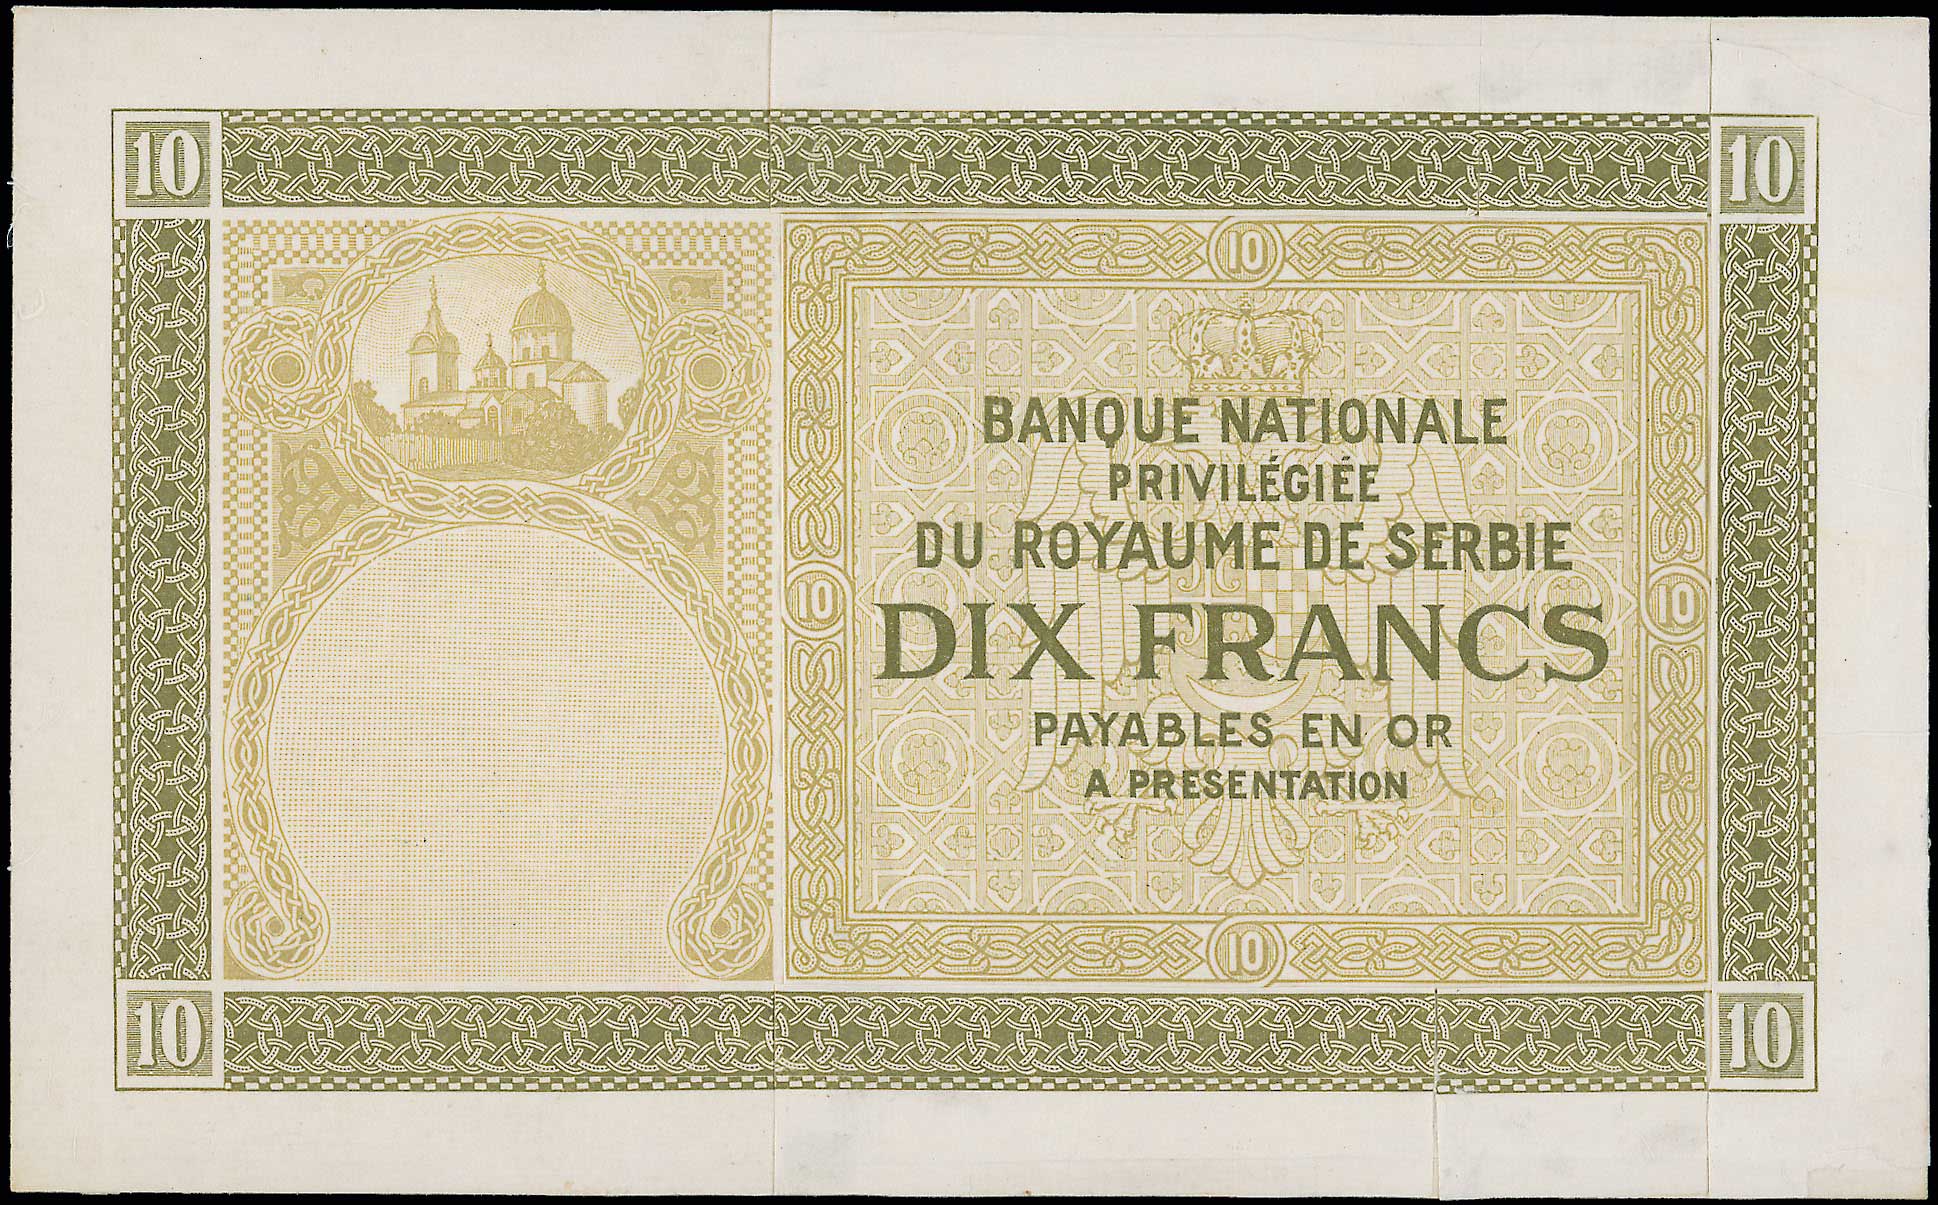 10
10
10
BANQUE NATIONALE
PRIVILÉGIÉE
DU ROYAUME DE SERBIE
10
10
DIX FRANCS
PAYABLES EN OR
A PRESENTATION
10
10
10